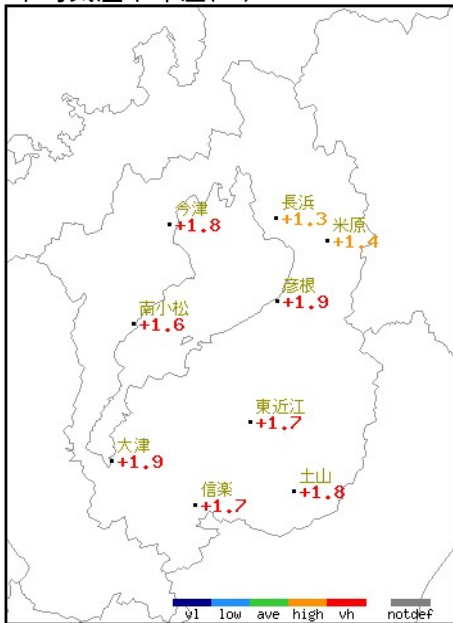 今津
+1.8
長浜
+1.3
米原
+1.4
彦根
+1.9
南小松
+1.6
東近江
+1.7
大津
+1.9
土山
+1.8
信楽
+1.7
yl low ave high vh notdef